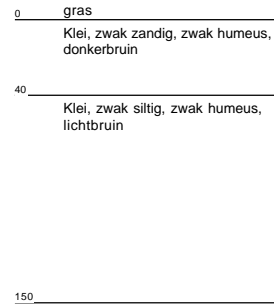 gras
0
Klei, zwak zandig, zwak humeus,
donkerbruin
40
Klei, zwak siltig, zwak humeus,
lichtbruin
150